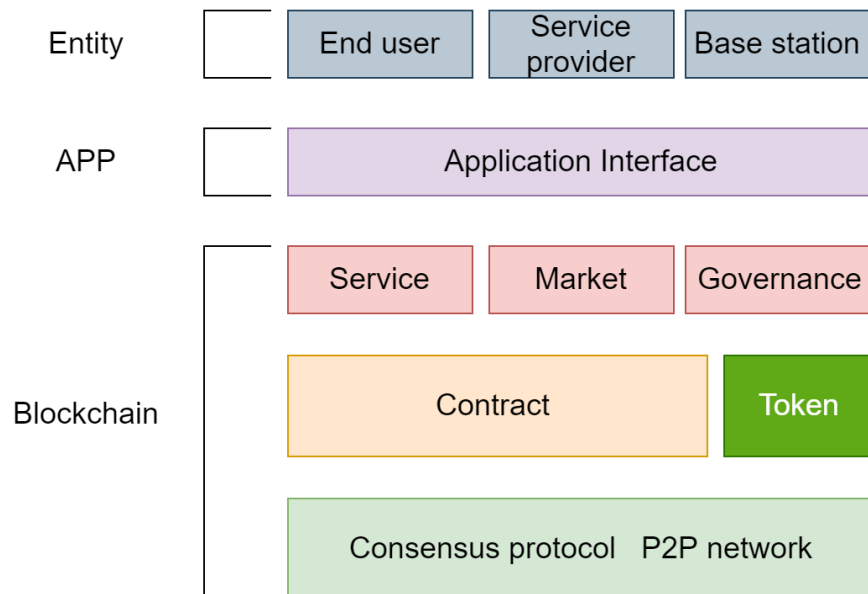 Entity
End user
Service
provider
Base station
APP
Application Interface
Service
Market
Governance
Blockchain
Contract
Token
Consensus protocol P2P network